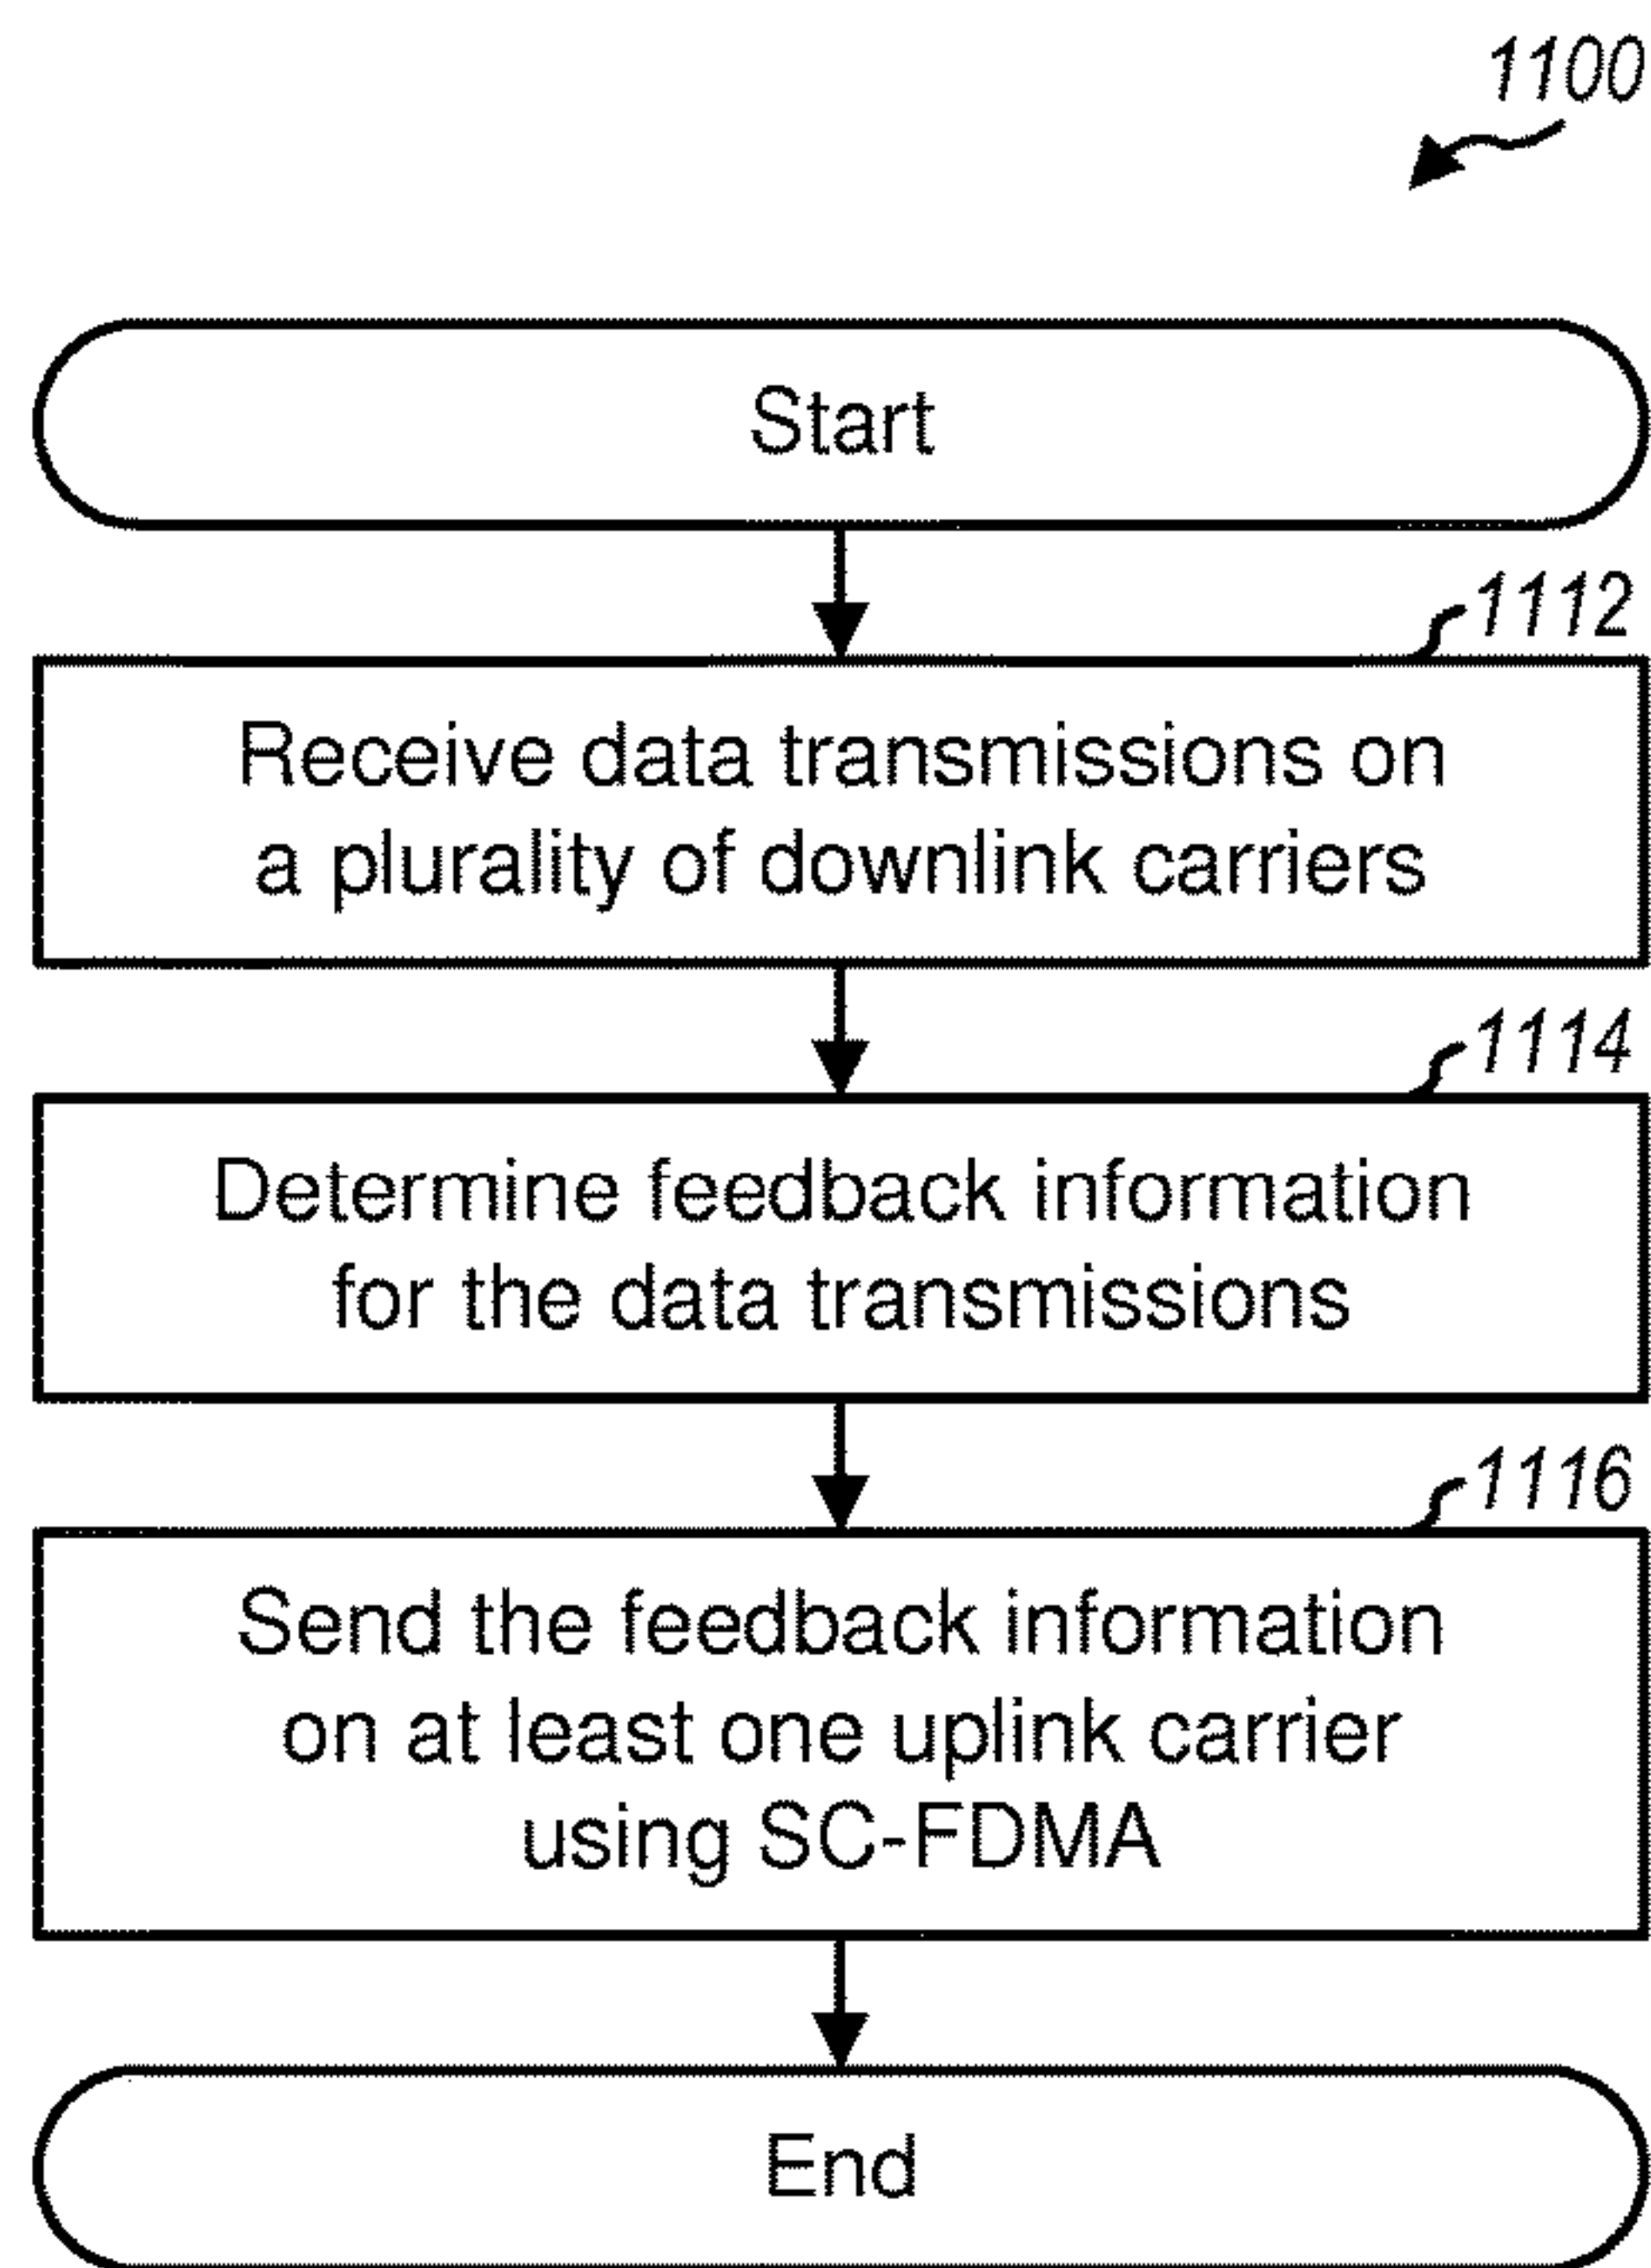 1100
Start
1112
Receive data transmissions on
a plurality of downlink carriers
1114
Determine feedback information
for the data transmissions
1116
Send the feedback information
on at least one uplink carrier
using SC-FDMA
End